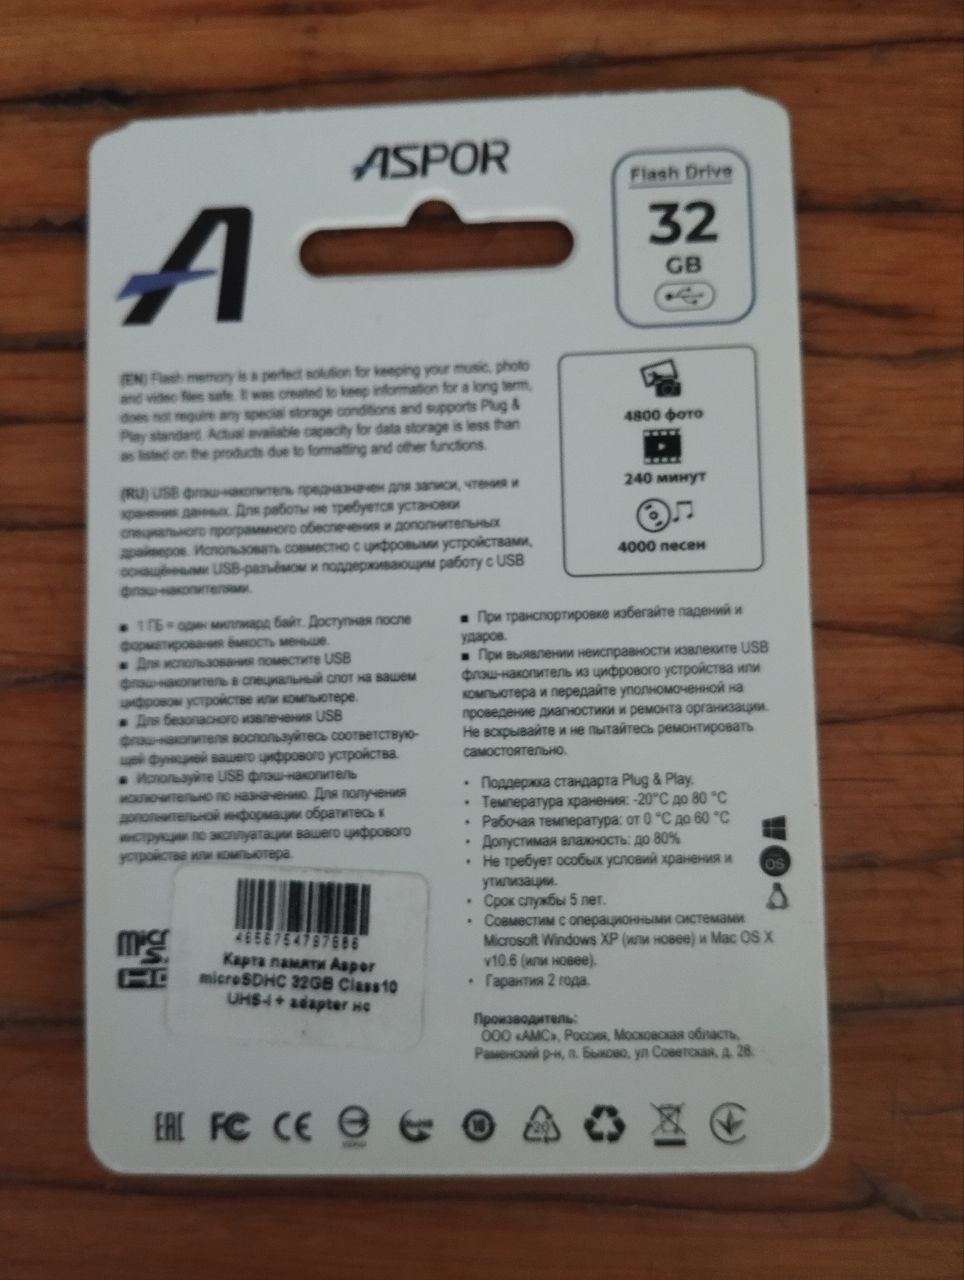 ASPOR
Flash Drive
32
GB
A
(EN) Flash memory is a perfect solution for keeping your music, photo
and video files safe. It was created to keep information for a long term,
does not require any special storage conditions and supports Plug &
Play standard. Actual available capacity for data storage is less than
as listed on the products due to formatting and other functions.
4800 фото
240 минут
4000 песен
(RU) USB флэш-накопитель предназначен для записи, чтения и
хранения данных. Для работы не требуется установки
специального программного обеспечения и дополнительных
драйверов. Использовать совместно с цифровыми устройствами,
оснащёнными USB-разъёмом и поддерживающим работу с USB
флэш-накопителями.
▪ 1 ГБ = один миллиард байт. Доступная после
форматирования ёмкость меньше.
▪ Для использования поместите USB
флэш-накопитель в специальный слот на вашем
цифровом устройстве или компьютере.
▪ Для безопасного извлечения USB
флэш-накопителя воспользуйтесь соответствую-
щей функцией вашего цифрового устройства.
▪ Используйте USB флэш-накопитель
исключительно по назначению. Для получения
дополнительной информации обратитесь к
инструкции по эксплуатации вашего цифрового
устройства или компьютера.
▪ При транспортировке избегайте падений и
ударов.
▪ При выявлении неисправности извлеките USB
флэш-накопитель из цифрового устройства или
компьютера и передайте уполномоченной на
проведение диагностики и ремонта организации.
Не вскрывайте и не пытайтесь ремонтировать
самостоятельно.
• Поддержка стандарта Plug & Play.
• Температура хранения: -20°C до 80 °C
• Рабочая температура: от 0 °C до 60 °C
• Допустимая влажность: до 80%
• Не требует особых условий хранения и
утилизации.
• Срок службы 5 лет.
• Совместим с операционными системами
Microsoft Windows XP (или новее) и Mac OS X
v10.6 (или новее).
• Гарантия 2 года.
OS
Производитель:
ООО «АМС», Россия, Московская область,
Раменский р-н, п. Быково, ул Советская, д. 28.
Карта памяти Aspor
microSDHC 32GB Class10
UHS-I + adapter нс
EAC FC CE 10 20